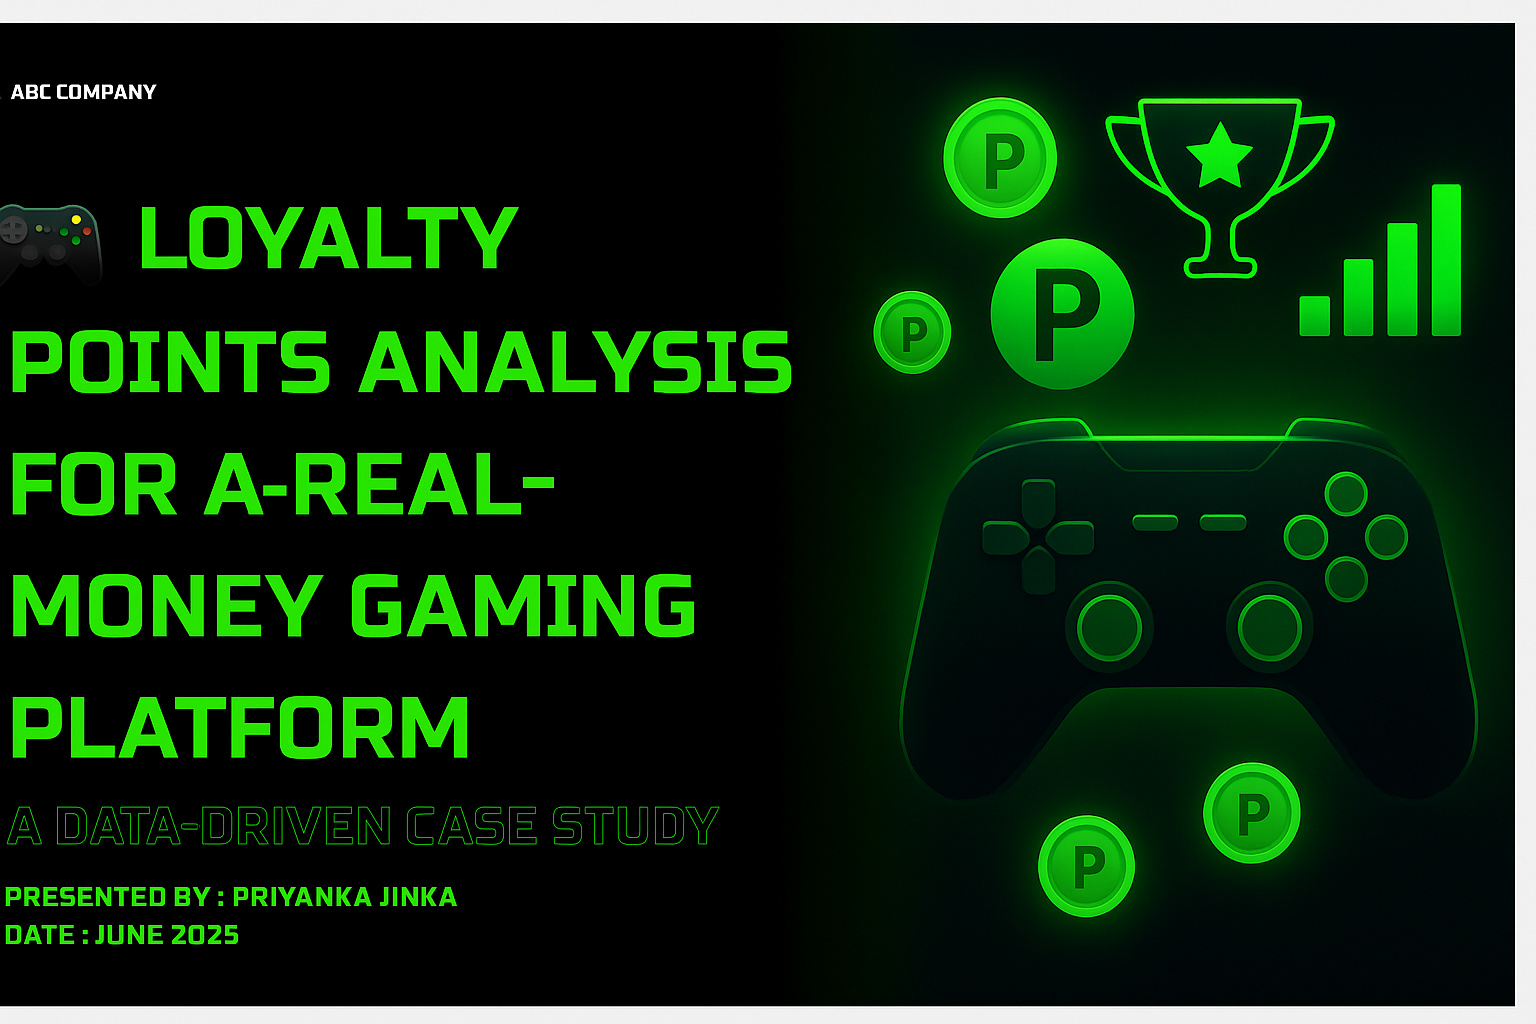 ABC COMPANY
LOYALTY
POINTS ANALYSIS
FOR A-REAL-
MONEY GAMING
PLATFORM
A DATA-DRIVEN CASE STUDY
PRESENTED BY : PRIYANKA JINKA
DATE : JUNE 2025
P
P
P
P
P